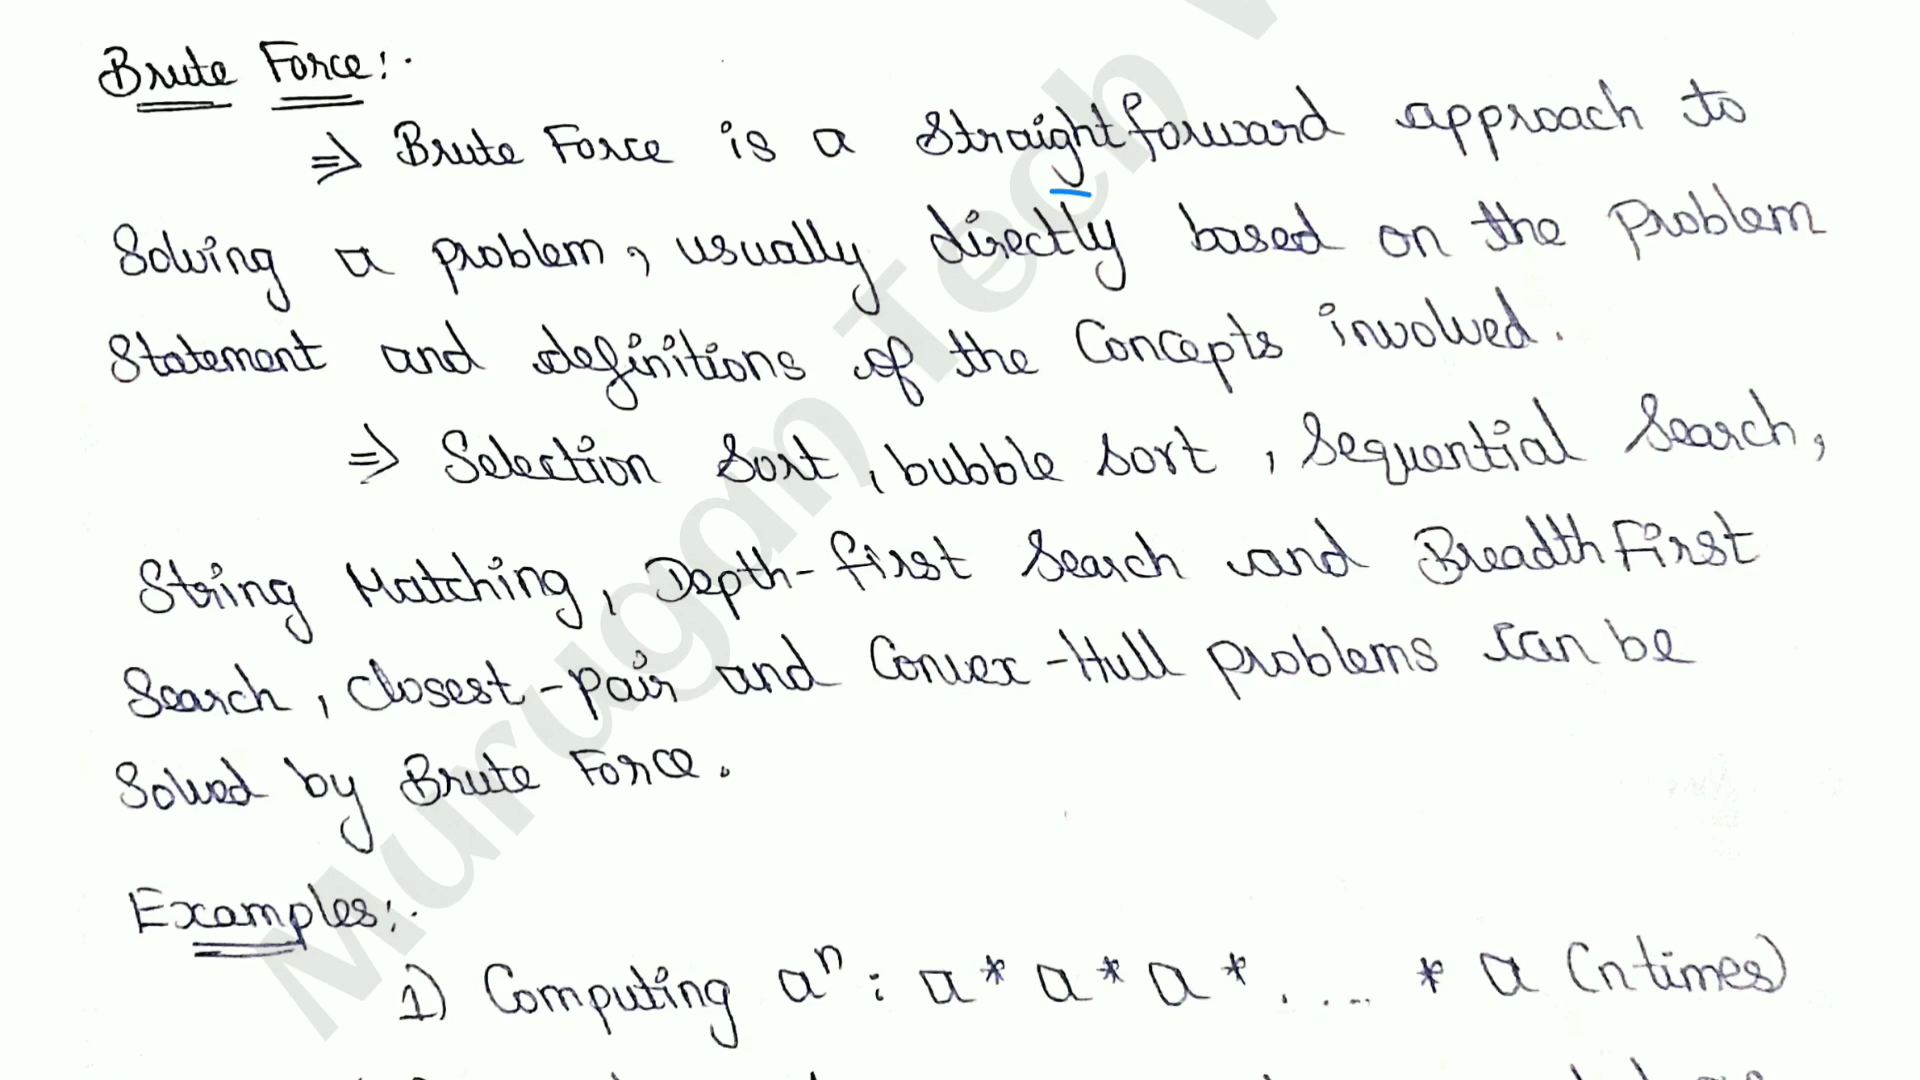 Brute Force:-
⇒ Brute Force is a Straightforward approach to
Solving a problem, usually directly based on the Problem
Statement and definitions of the Concepts involved.
⇒ Selection Sort, bubble sort, Sequential Search,
String Matching, Depth-first Search and Breadth First
Search, closest-pair and Convex-Hull problems can be
Solved by Brute Force.
Examples:-
1) Computing aⁿ : a * a * a * . ... * a (n times)
Murugan Tech